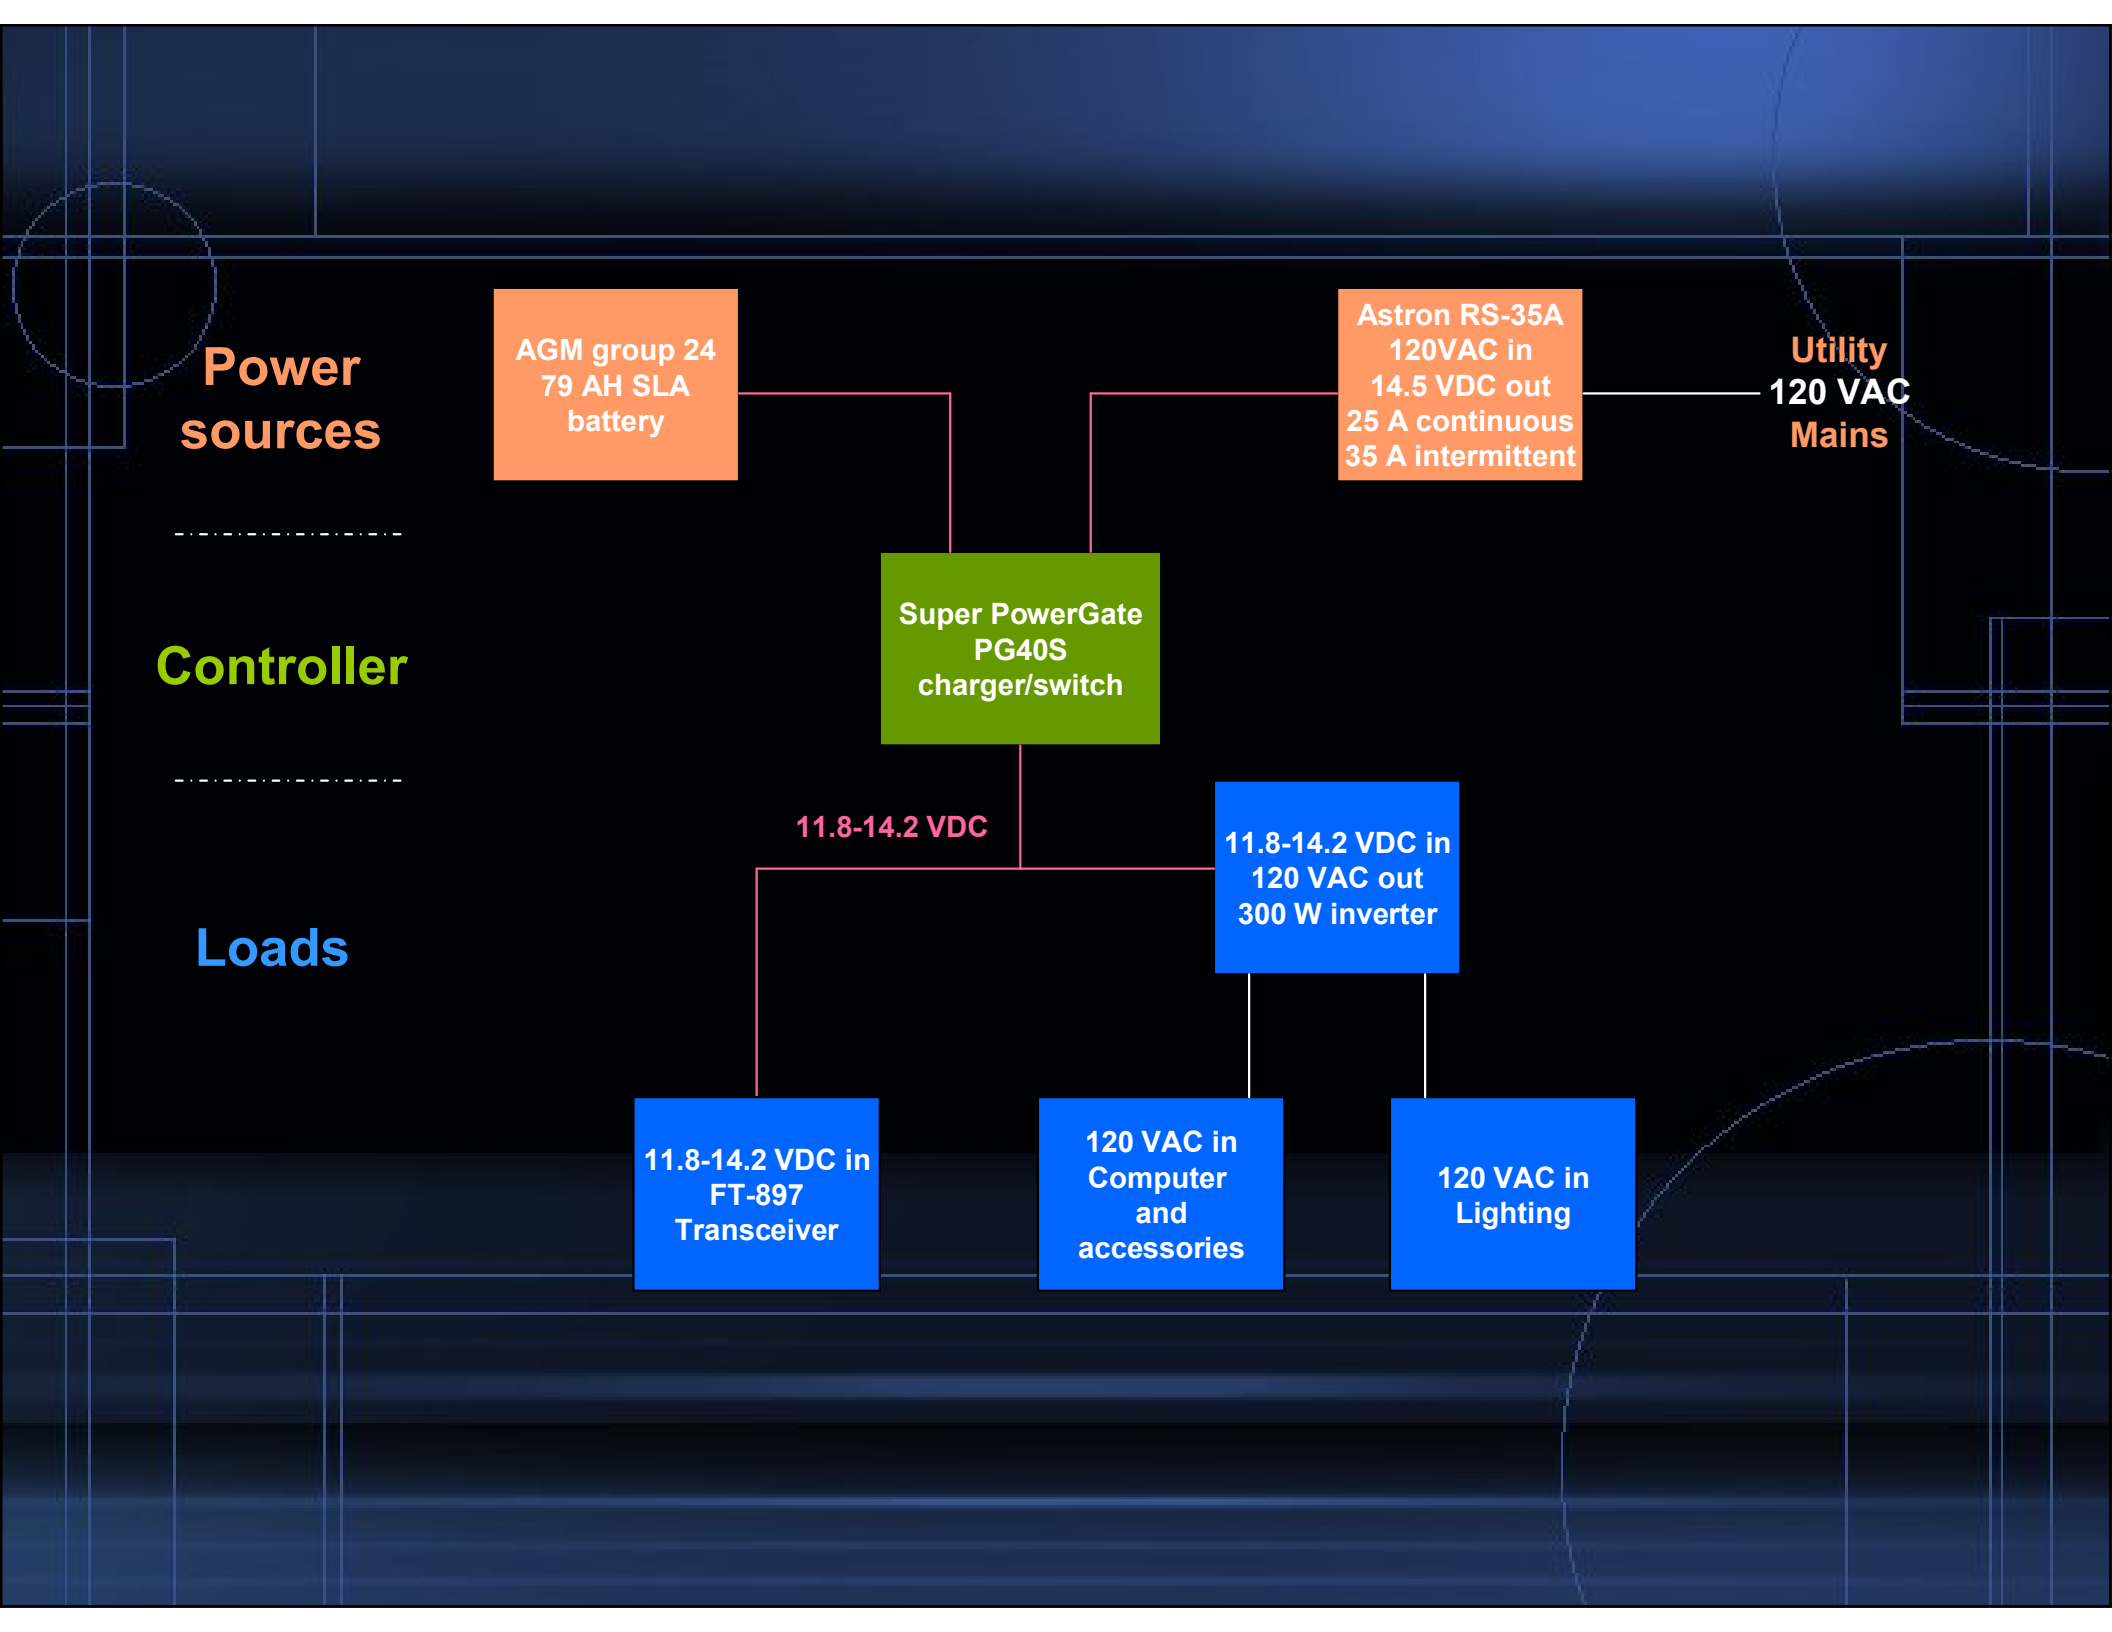 Power
sources
AGM group 24
79 AH SLA
battery
Astron RS-35A
120VAC in
14.5 VDC out
25 A continuous
35 A intermittent
Utility
120 VAC
Mains
Controller
Super PowerGate
PG40S
charger/switch
11.8-14.2 VDC
11.8-14.2 VDC in
120 VAC out
300 W inverter
Loads
11.8-14.2 VDC in
FT-897
Transceiver
120 VAC in
Computer
and
accessories
120 VAC in
Lighting